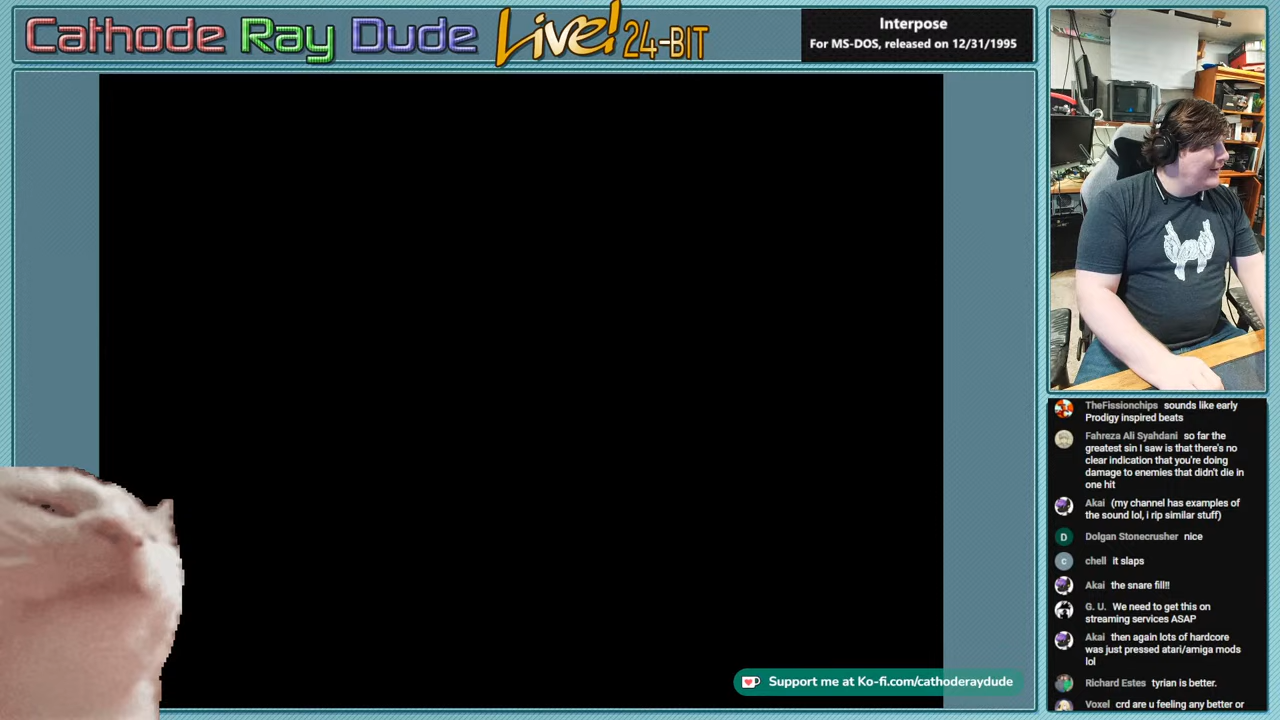 Cathode Ray Dude Live! 24-BIT
Interpose
For MS-DOS, released on 12/31/1995
TheFissionchips sounds like early
Prodigy inspired beats
Fahreza Ali Syahdani so far the
greatest sin I saw is that there's no
clear indication that you're doing
damage to enemies that didn't die in
one hit
Akai (my channel has examples of
the sound lol, i rip similar stuff)
D
Dolgan Stonecrusher nice
c
chell it slaps
Akai the snare fill!!
G. U. We need to get this on
streaming services ASAP
Akai then again lots of hardcore
was just pressed atari/amiga mods
lol
Richard Estes tyrian is better.
Voxel crd are u feeling any better or
Support me at Ko-fi.com/cathoderaydude